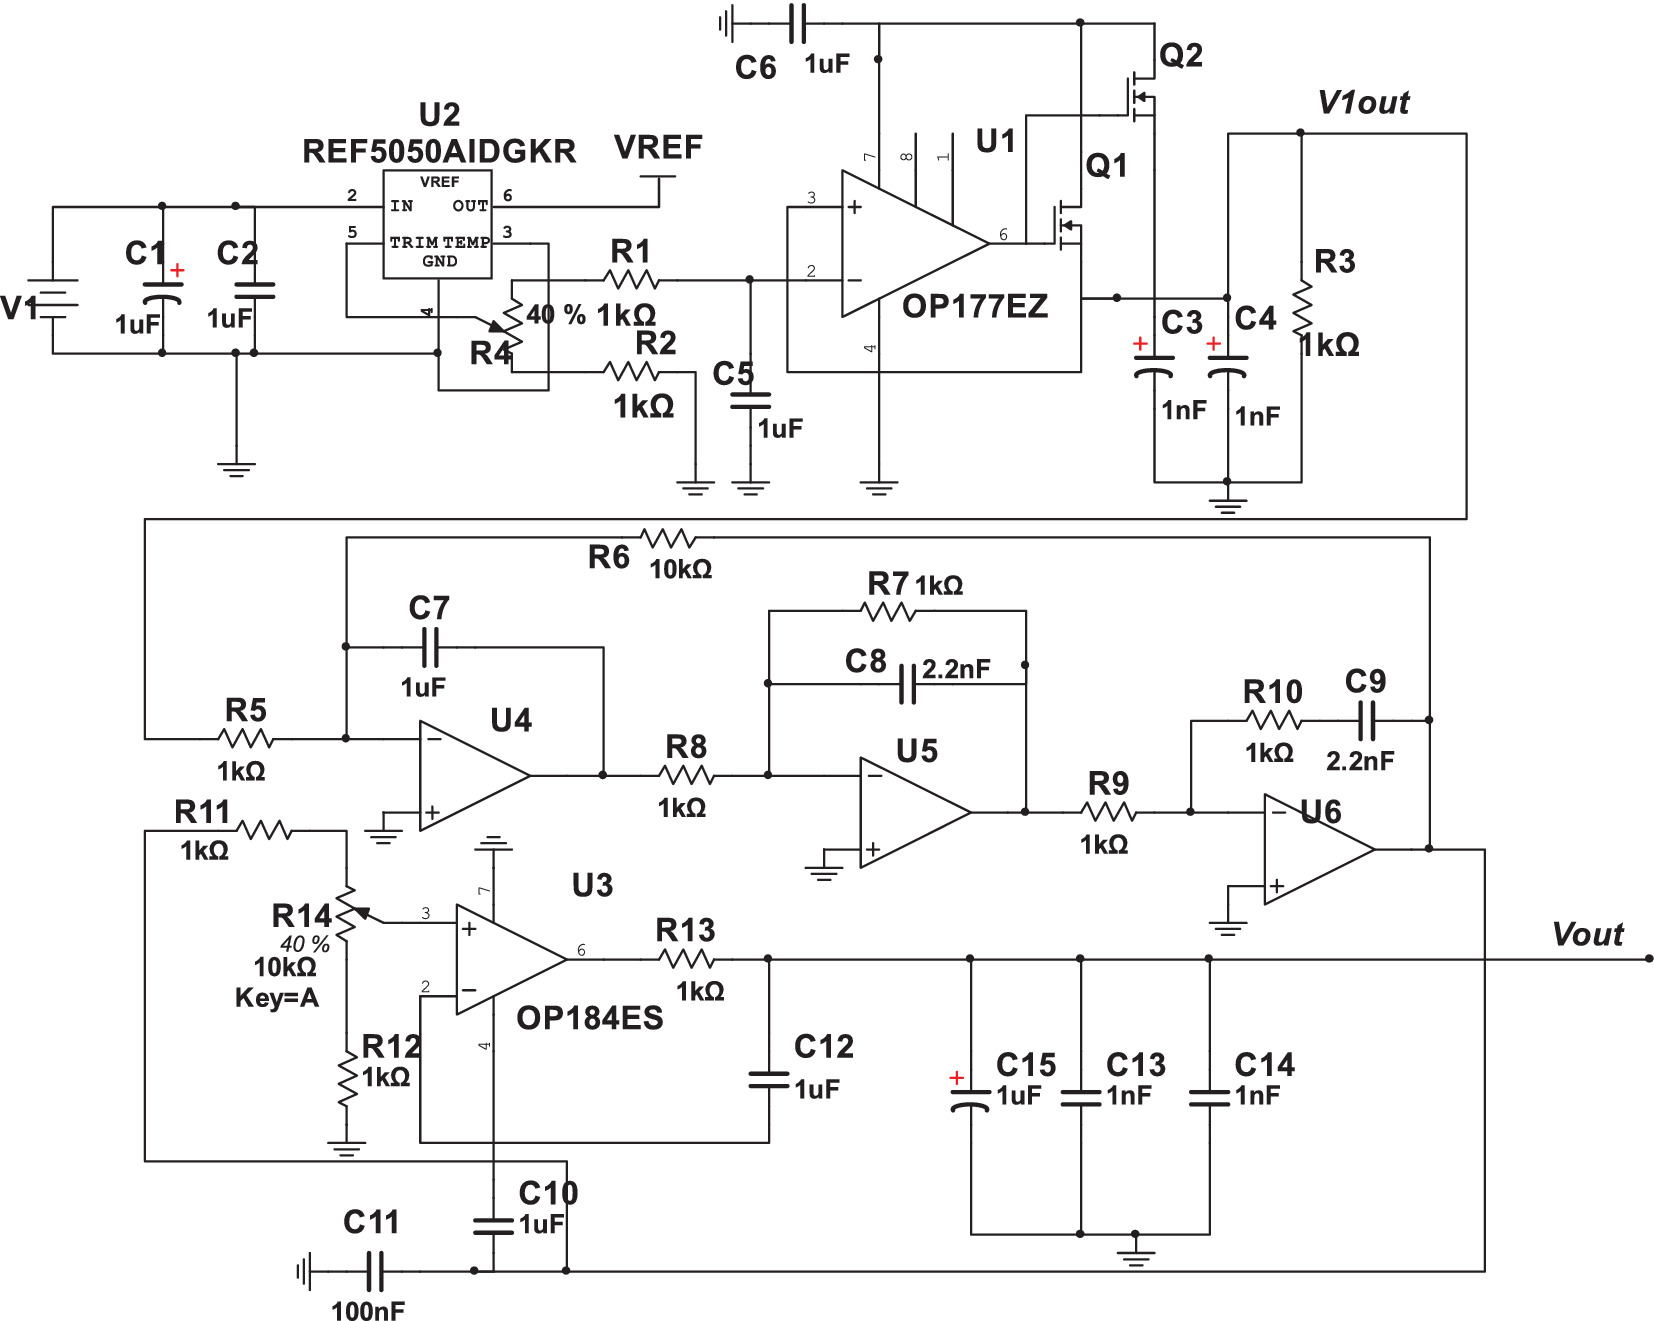 C6 1uF
Q2
V1out
U2
REF5050AIDGKR
VREF
VREF
2 IN OUT 6
5 TRIM TEMP 3
GND
4
V1
C1 +
1uF
C2
1uF
R4
40 %
R1
1kΩ
R2
1kΩ
C5
1uF
U1
7 8 1
3 +
2 −
6
4
OP177EZ
Q1
C3
+
1nF
C4
+
1nF
R3
1kΩ
R6
10kΩ
C7
1uF
R5
1kΩ
U4
−
+
R7 1kΩ
C8 2.2nF
R8
1kΩ
U5
−
+
R9
1kΩ
R10
1kΩ
C9
2.2nF
U6
−
+
R11
1kΩ
R14
40 %
10kΩ
Key=A
R12
1kΩ
U3
7
3 +
2 −
6
4
OP184ES
R13
1kΩ
Vout
C12
1uF
C15
+
1uF
C13
1nF
C14
1nF
C10
1uF
C11
100nF